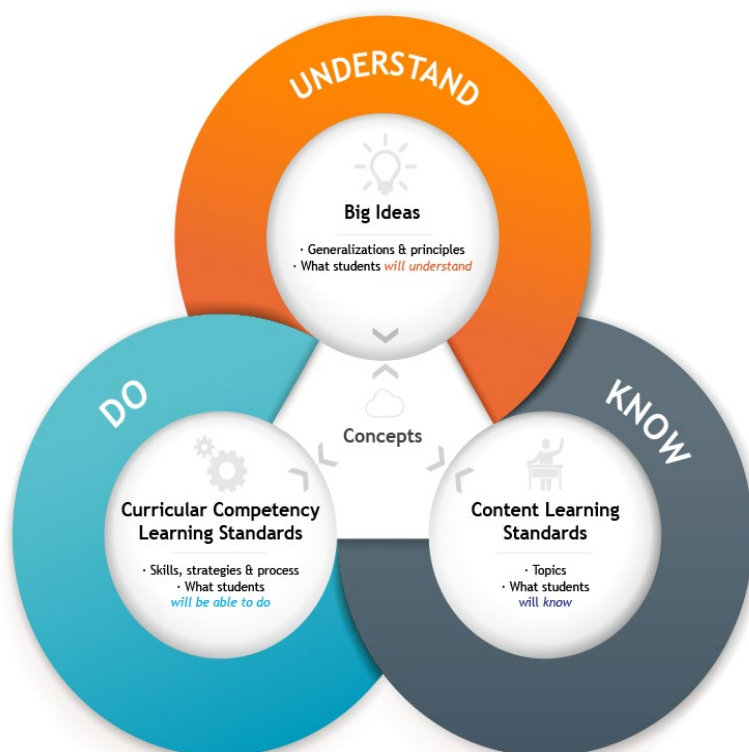 UNDERSTAND
Big Ideas
· Generalizations & principles
· What students will understand
Concepts
DO
Curricular Competency
Learning Standards
· Skills, strategies & process
· What students
will be able to do
KNOW
Content Learning
Standards
· Topics
· What students
will know